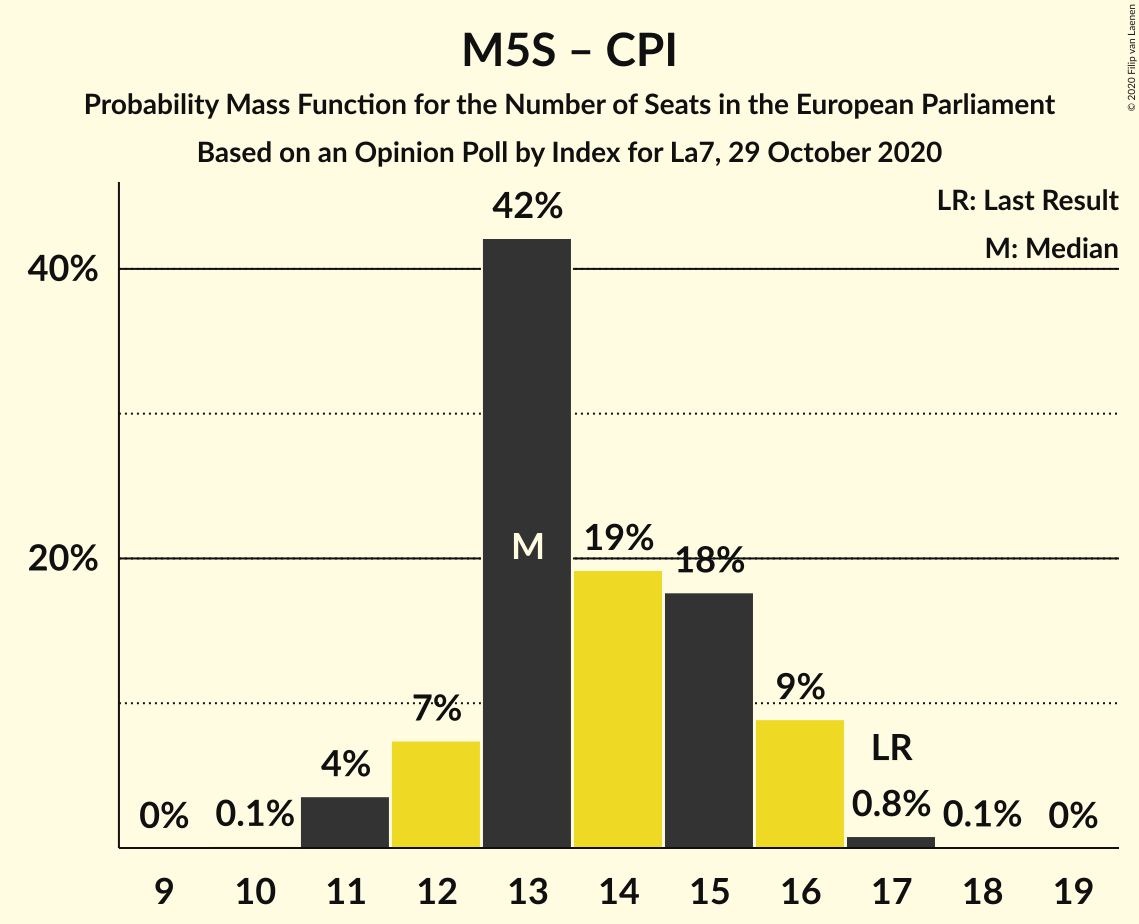 M5S – CPI
Probability Mass Function for the Number of Seats in the European Parliament
Based on an Opinion Poll by Index for La7, 29 October 2020
© 2020 Filip van Laenen
LR: Last Result
M: Median
40%
20%
0%
0.1%
4%
7%
42%
M
19%
18%
9%
LR
0.8%
0.1%
0%
9 10 11 12 13 14 15 16 17 18 19